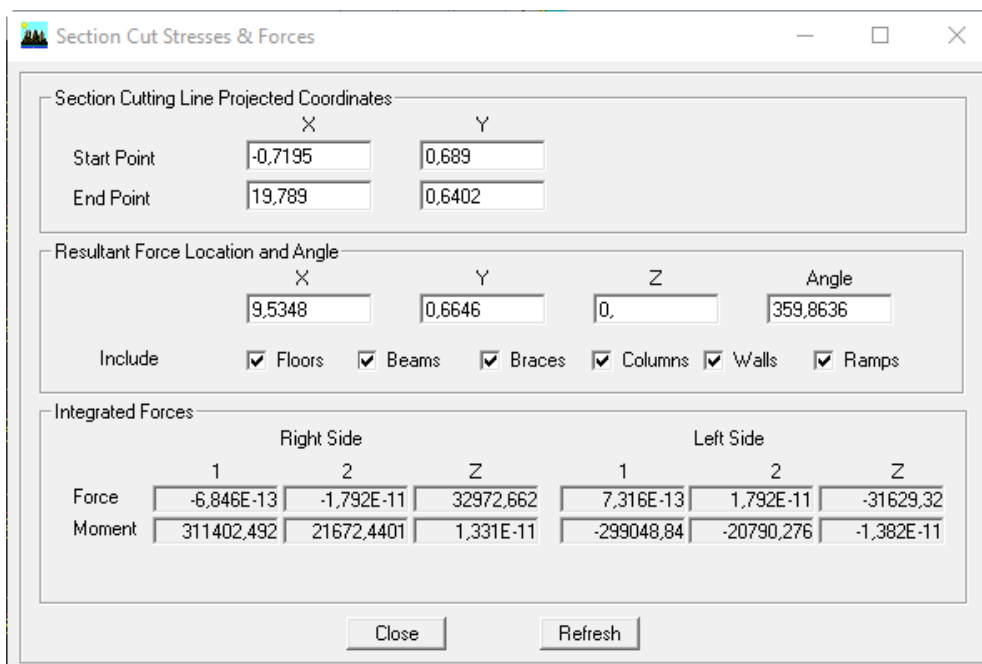 Section Cut Stresses & Forces
Section Cutting Line Projected Coordinates
X Y
Start Point -0,7195 0,689
End Point 19,789 0,6402
Resultant Force Location and Angle
X Y Z Angle
9,5348 0,6646 0, 359,8636
Include Floors Beams Braces Columns Walls Ramps
Integrated Forces
Right Side Left Side
1 2 Z 1 2 Z
Force -6,846E-13 -1,792E-11 32972,662 7,316E-13 1,792E-11 -31629,32
Moment 311402,492 21672,4401 1,331E-11 -299048,84 -20790,276 -1,382E-11
Close Refresh